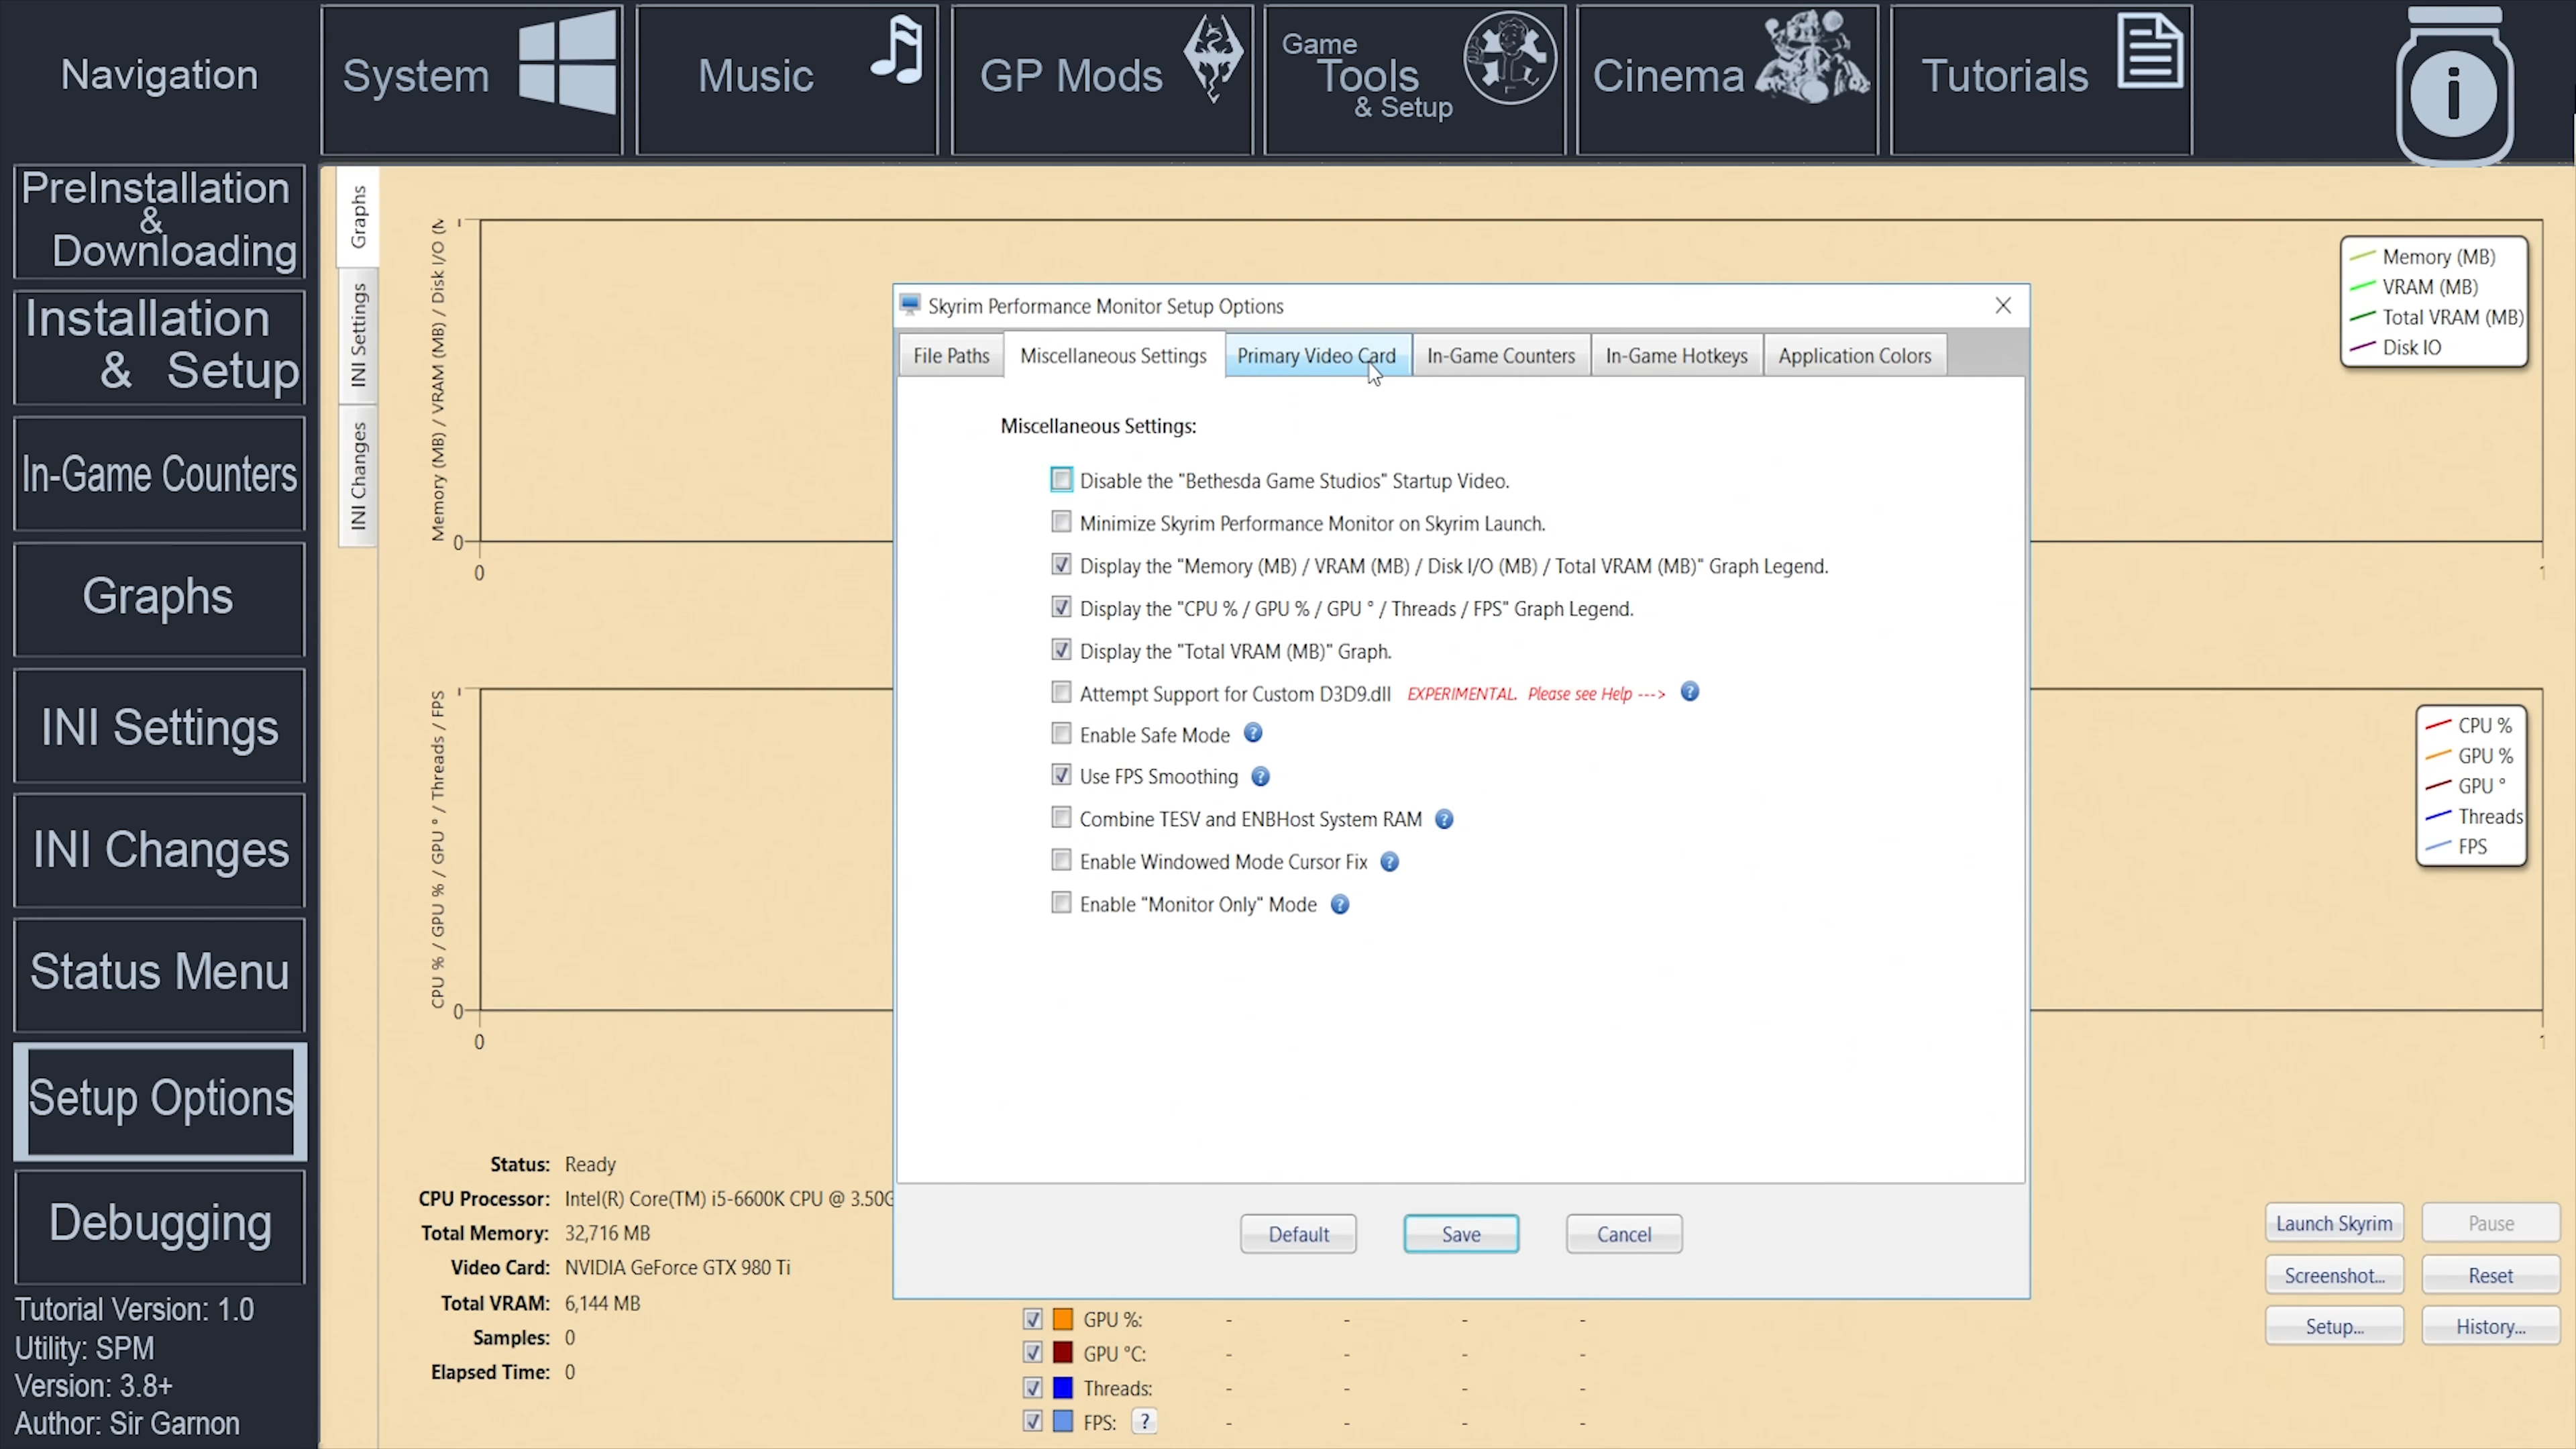 Navigation
System
Music
GP Mods
Game
Tools
& Setup
Cinema
Tutorials
i
PreInstallation
&
Downloading
Installation
& Setup
In-Game Counters
Graphs
INI Settings
INI Changes
Status Menu
Setup Options
Debugging
Tutorial Version: 1.0
Utility: SPM
Version: 3.8+
Author: Sir Garnon
Graphs
INI Settings
INI Changes
Memory (MB) / VRAM (MB) / Disk I/O (M
1
0
0
1
Memory (MB)
VRAM (MB)
Total VRAM (MB)
Disk IO
CPU % / GPU % / GPU ° / Threads / FPS
1
0
0
1
CPU %
GPU %
GPU °
Threads
FPS
Skyrim Performance Monitor Setup Options
File Paths
Miscellaneous Settings
Primary Video Card
In-Game Counters
In-Game Hotkeys
Application Colors
Miscellaneous Settings:
Disable the "Bethesda Game Studios" Startup Video.
Minimize Skyrim Performance Monitor on Skyrim Launch.
Display the "Memory (MB) / VRAM (MB) / Disk I/O (MB) / Total VRAM (MB)" Graph Legend.
Display the "CPU % / GPU % / GPU ° / Threads / FPS" Graph Legend.
Display the "Total VRAM (MB)" Graph.
Attempt Support for Custom D3D9.dll EXPERIMENTAL. Please see Help ---> ?
Enable Safe Mode ?
Use FPS Smoothing ?
Combine TESV and ENBHost System RAM ?
Enable Windowed Mode Cursor Fix ?
Enable "Monitor Only" Mode ?
Default
Save
Cancel
Status: Ready
CPU Processor: Intel(R) Core(TM) i5-6600K CPU @ 3.50G
Total Memory: 32,716 MB
Video Card: NVIDIA GeForce GTX 980 Ti
Total VRAM: 6,144 MB
Samples: 0
Elapsed Time: 0
GPU %: - - - -
GPU °C: - - - -
Threads: - - - -
FPS: ? - - - -
Launch Skyrim
Pause
Screenshot...
Reset
Setup...
History...